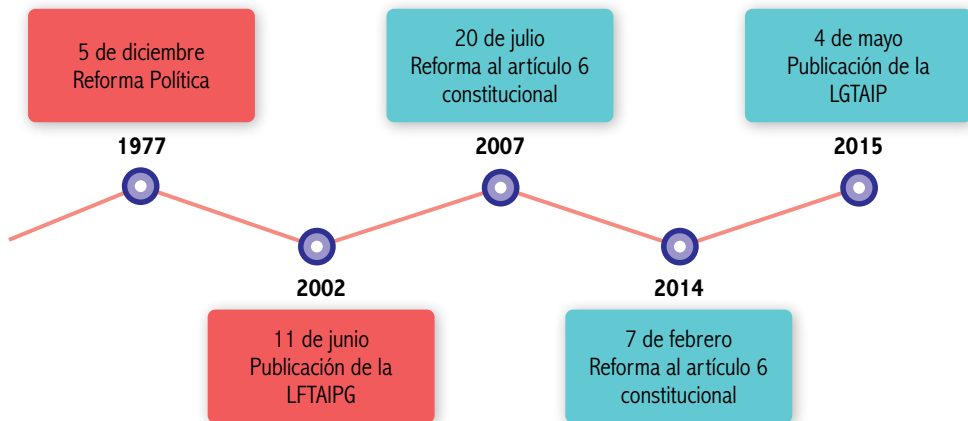 5 de diciembre
Reforma Política
1977
11 de junio
Publicación de la
LFTAIPG
2002
20 de julio
Reforma al artículo 6
constitucional
2007
7 de febrero
Reforma al artículo 6
constitucional
2014
4 de mayo
Publicación de la
LGTAIP
2015